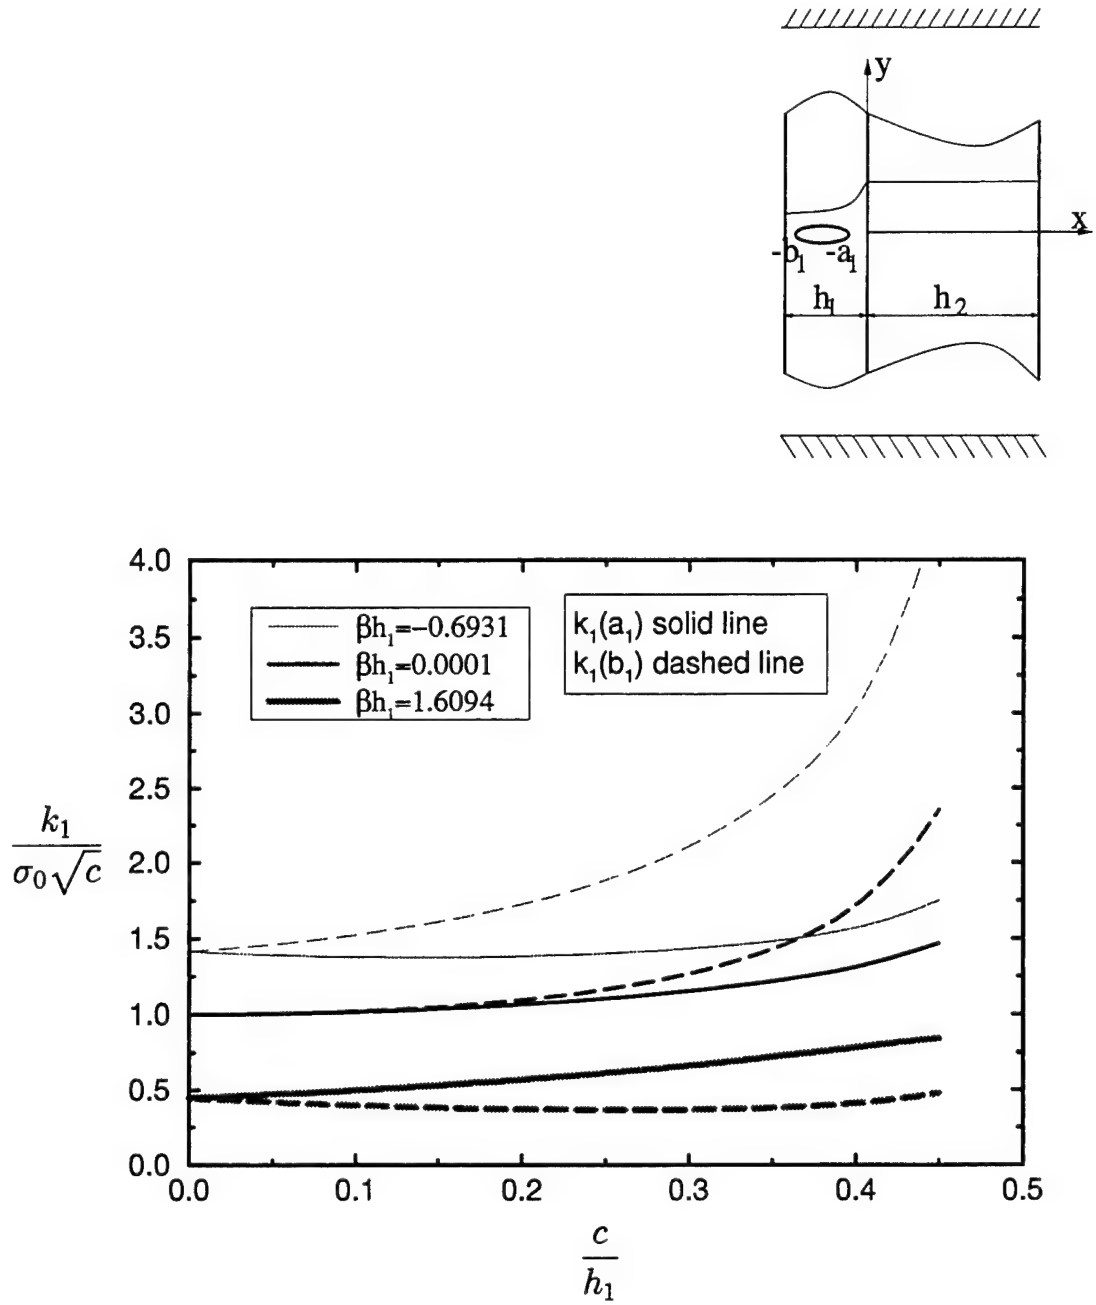 y
x
-b₁ -a₁
h₁ h₂
4.0
3.5
3.0
2.5
2.0
1.5
1.0
0.5
0.0
βh₁=−0.6931
βh₁=0.0001
βh₁=1.6094
k₁(a₁) solid line
k₁(b₁) dashed line
k₁
σ₀√c
0.0 0.1 0.2 0.3 0.4 0.5
c
h₁